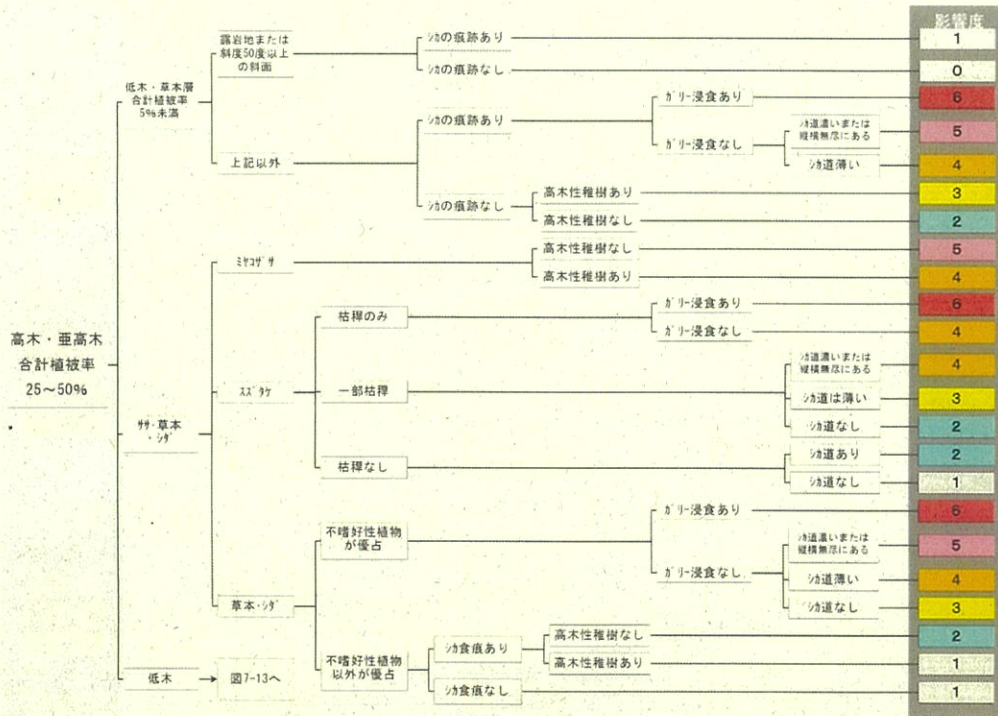 影響度
高木・亜高木
合計植被率
25～50%
低木・草本層
合計植被率
5%未満
露岩地または
斜度50度以上
の斜面
シカの痕跡あり
1
シカの痕跡なし
0
上記以外
シカの痕跡あり
ガリー浸食あり
6
ガリー浸食なし
シカ道濃いまたは
縦横無尽にある
5
シカ道薄い
4
シカの痕跡なし
高木性稚樹あり
3
高木性稚樹なし
2
ササ・草本
・シダ
ミヤコザサ
高木性稚樹なし
5
高木性稚樹あり
4
スズタケ
枯稈のみ
ガリー浸食あり
6
ガリー浸食なし
4
一部枯稈
シカ道濃いまたは
縦横無尽にある
4
シカ道は薄い
3
シカ道なし
2
枯稈なし
シカ道あり
2
シカ道なし
1
草本・シダ
不嗜好性植物
が優占
ガリー浸食あり
6
ガリー浸食なし
シカ道濃いまたは
縦横無尽にある
5
シカ道薄い
4
シカ道なし
3
不嗜好性植物
以外が優占
シカ食痕あり
高木性稚樹なし
2
高木性稚樹あり
1
シカ食痕なし
1
低木
図7-13へ